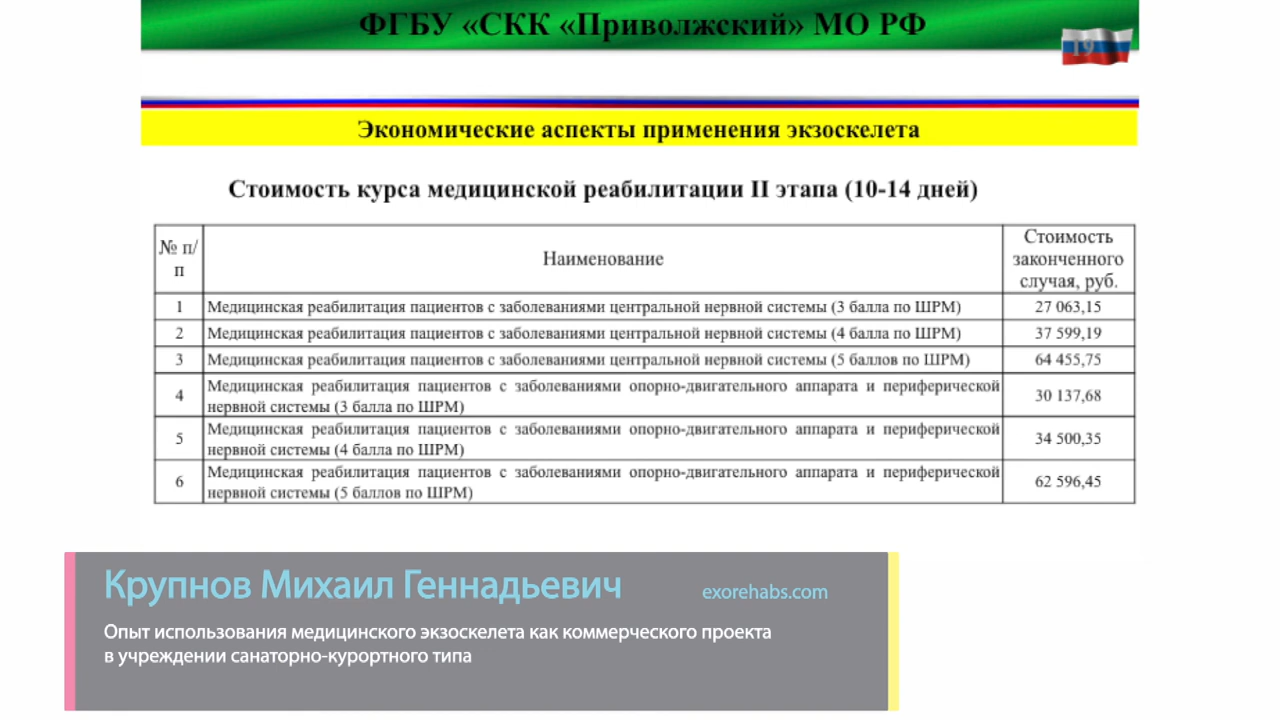 ФГБУ «СКК «Приволжский» МО РФ
19
Экономические аспекты применения экзоскелета
Стоимость курса медицинской реабилитации II этапа (10-14 дней)
№ п/п
Наименование
Стоимость
законченного
случая, руб.
1 Медицинская реабилитация пациентов с заболеваниями центральной нервной системы (3 балла по ШРМ) 27 063,15
2 Медицинская реабилитация пациентов с заболеваниями центральной нервной системы (4 балла по ШРМ) 37 599,19
3 Медицинская реабилитация пациентов с заболеваниями центральной нервной системы (5 баллов по ШРМ) 64 455,75
4 Медицинская реабилитация пациентов с заболеваниями опорно-двигательного аппарата и периферической
нервной системы (3 балла по ШРМ) 30 137,68
5 Медицинская реабилитация пациентов с заболеваниями опорно-двигательного аппарата и периферической
нервной системы (4 балла по ШРМ) 34 500,35
6 Медицинская реабилитация пациентов с заболеваниями опорно-двигательного аппарата и периферической
нервной системы (5 баллов по ШРМ) 62 596,45
Крупнов Михаил Геннадьевич exorehabs.com
Опыт использования медицинского экзоскелета как коммерческого проекта
в учреждении санаторно-курортного типа